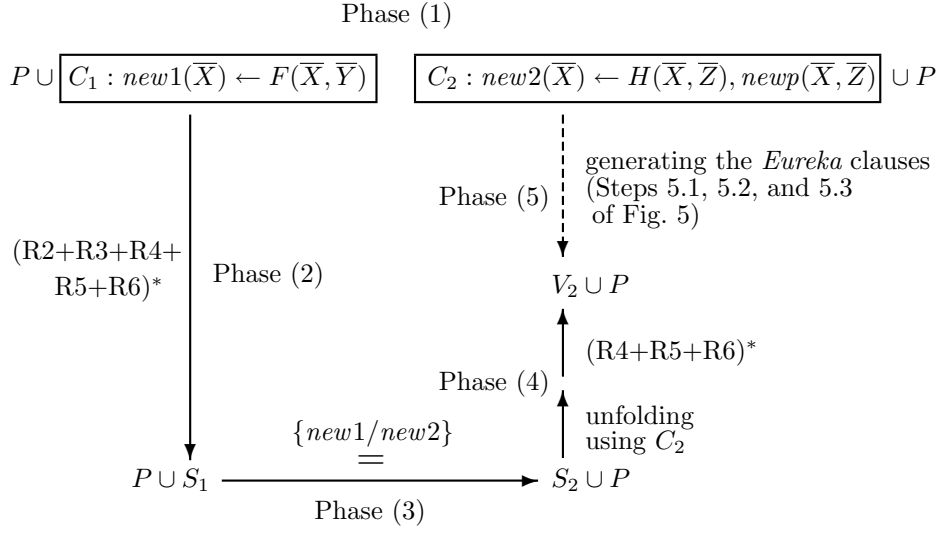 Phase (1)
P ∪ C₁ : new1(X̅) ← F(X̅, Y̅)
C₂ : new2(X̅) ← H(X̅, Z̅), newp(X̅, Z̅) ∪ P
generating the Eureka clauses
(Steps 5.1, 5.2, and 5.3
of Fig. 5)
Phase (5)
(R2+R3+R4+
R5+R6)*
Phase (2)
V₂ ∪ P
(R4+R5+R6)*
Phase (4)
unfolding
using C₂
{new1/new2}
=
P ∪ S₁
S₂ ∪ P
Phase (3)